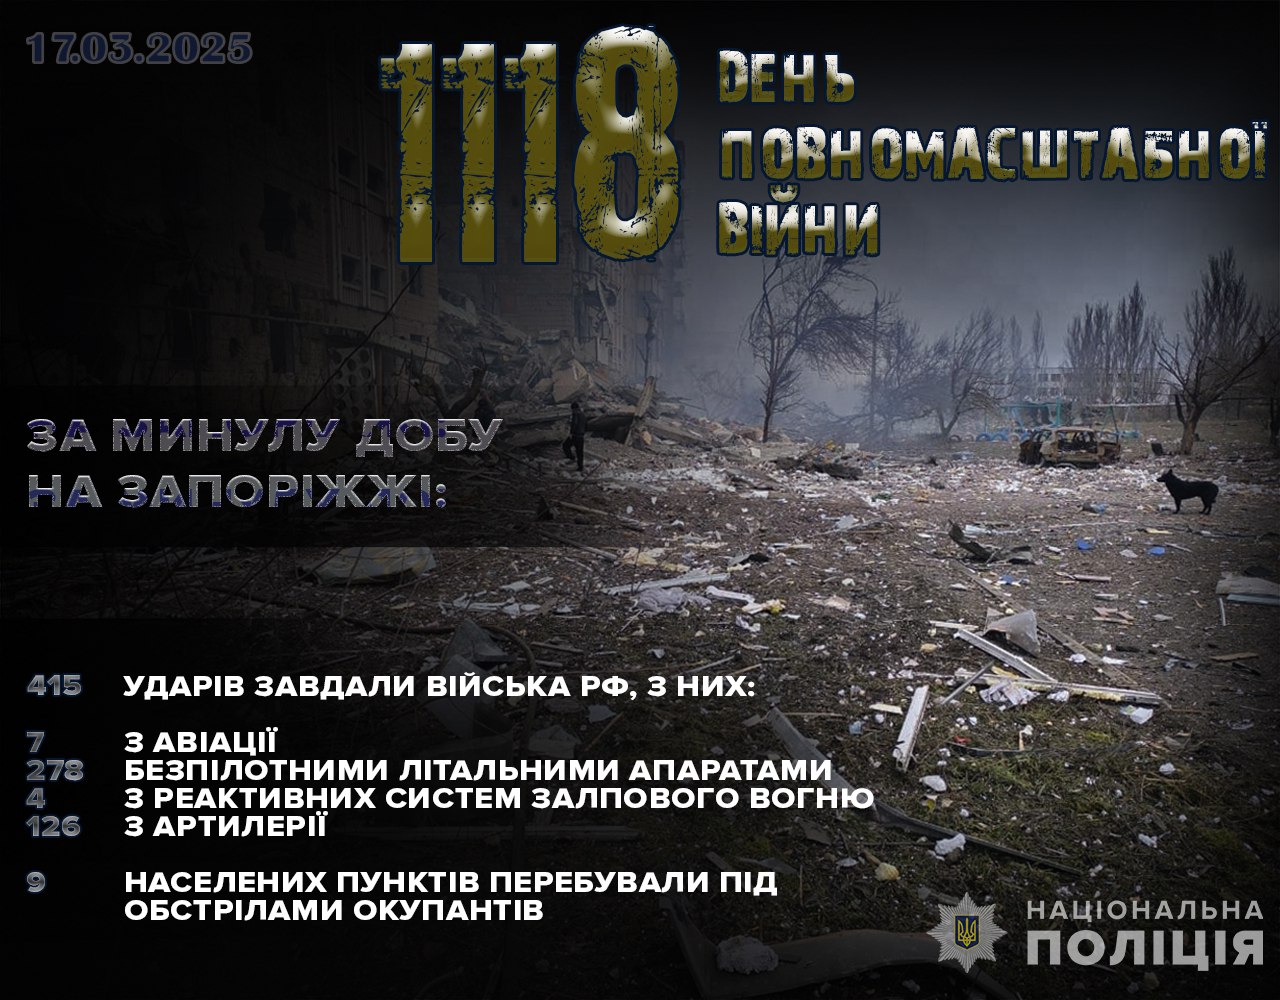 17.03.2025
1118
ДЕНЬ
ПОВНОМАСШТАБНОЇ
ВІЙНИ
ЗА МИНУЛУ ДОБУ
НА ЗАПОРІЖЖІ:
415 УДАРІВ ЗАВДАЛИ ВІЙСЬКА РФ, З НИХ:
7 З АВІАЦІЇ
278 БЕЗПІЛОТНИМИ ЛІТАЛЬНИМИ АПАРАТАМИ
4 З РЕАКТИВНИХ СИСТЕМ ЗАЛПОВОГО ВОГНЮ
126 З АРТИЛЕРІЇ
9 НАСЕЛЕНИХ ПУНКТІВ ПЕРЕБУВАЛИ ПІД
ОБСТРІЛАМИ ОКУПАНТІВ
НАЦІОНАЛЬНА
ПОЛІЦІЯ